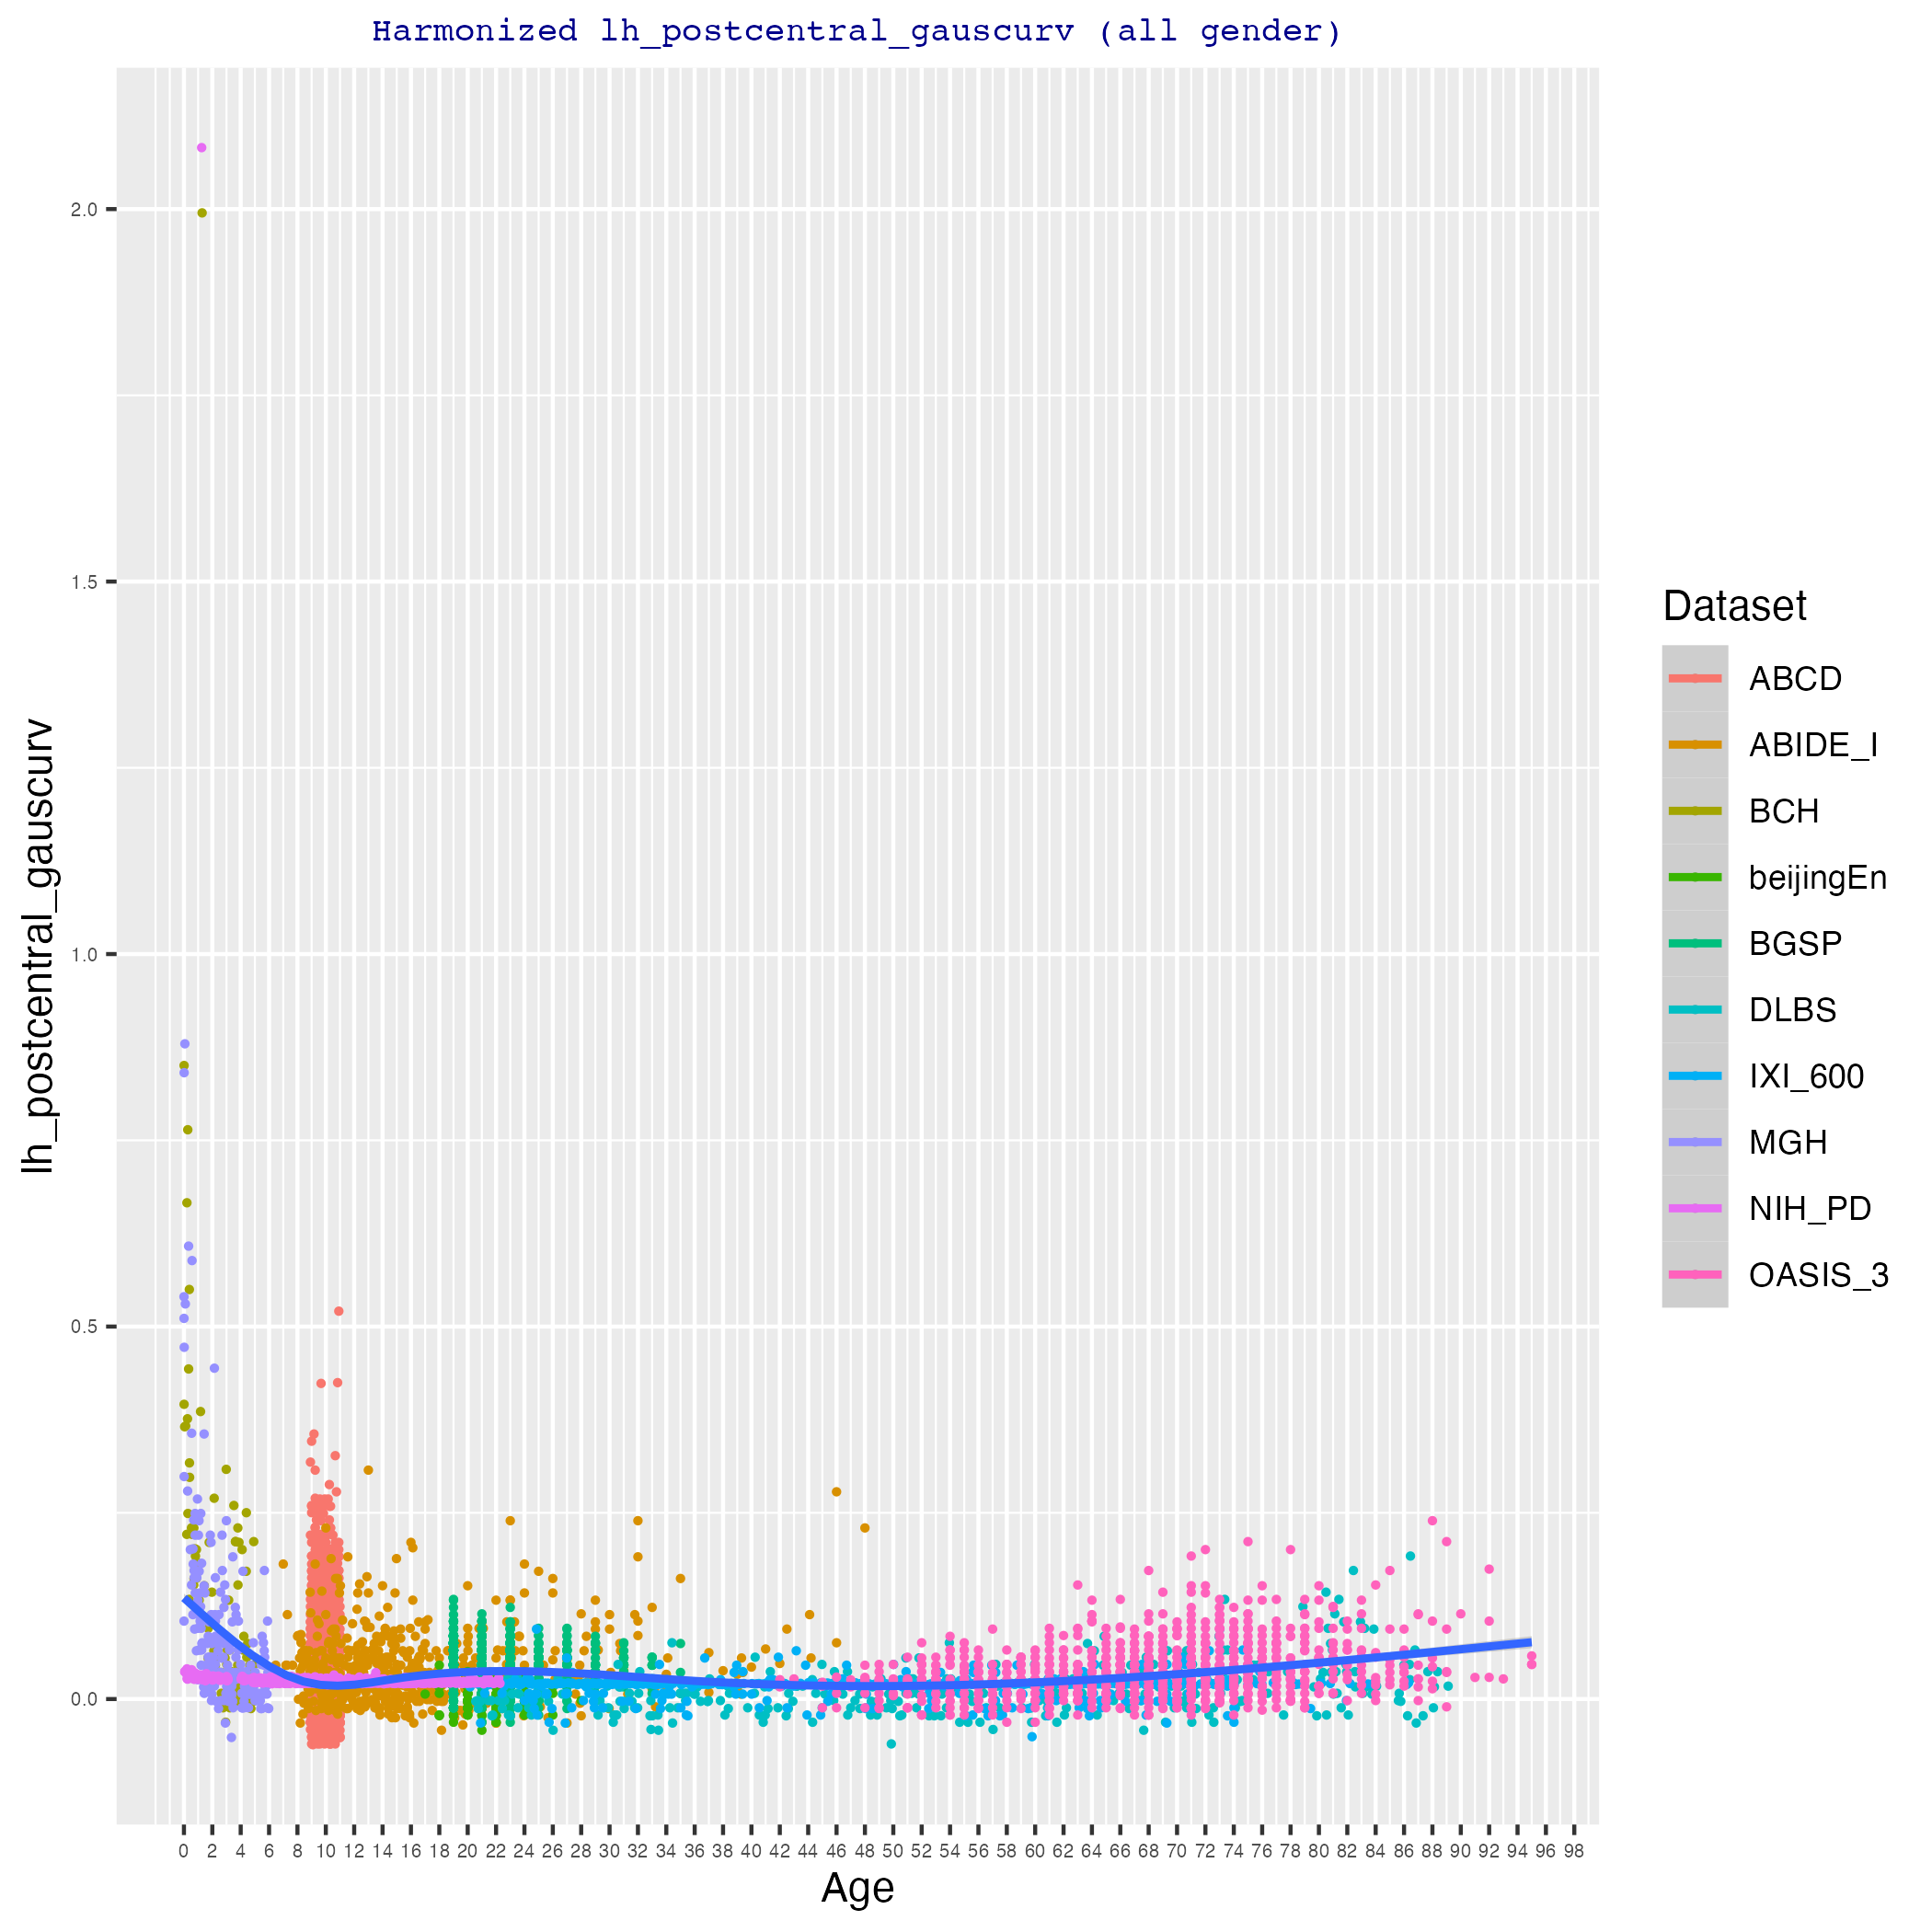 Harmonized lh_postcentral_gauscurv (all gender)
lh_postcentral_gauscurv
2.0
1.5
1.0
0.5
0.0
0 2 4 6 8 10 12 14 16 18 20 22 24 26 28 30 32 34 36 38 40 42 44 46 48 50 52 54 56 58 60 62 64 66 68 70 72 74 76 78 80 82 84 86 88 90 92 94 96 98
Age
Dataset
ABCD
ABIDE_I
BCH
beijingEn
BGSP
DLBS
IXI_600
MGH
NIH_PD
OASIS_3